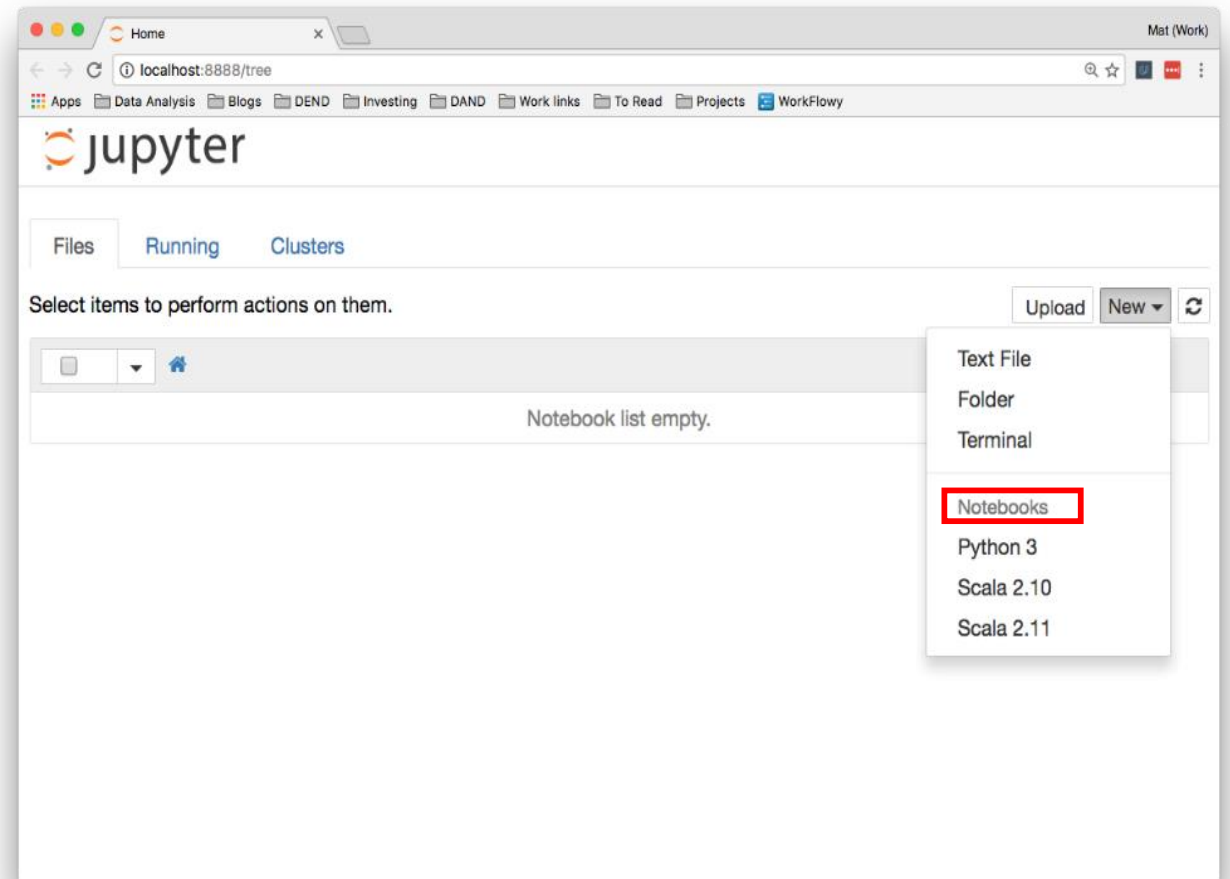 Home
Mat (Work)
localhost:8888/tree
Apps Data Analysis Blogs DEND Investing DAND Work links To Read Projects WorkFlowy
jupyter
Files Running Clusters
Select items to perform actions on them.
Upload New
Text File
Folder
Terminal
Notebook list empty.
Notebooks
Python 3
Scala 2.10
Scala 2.11